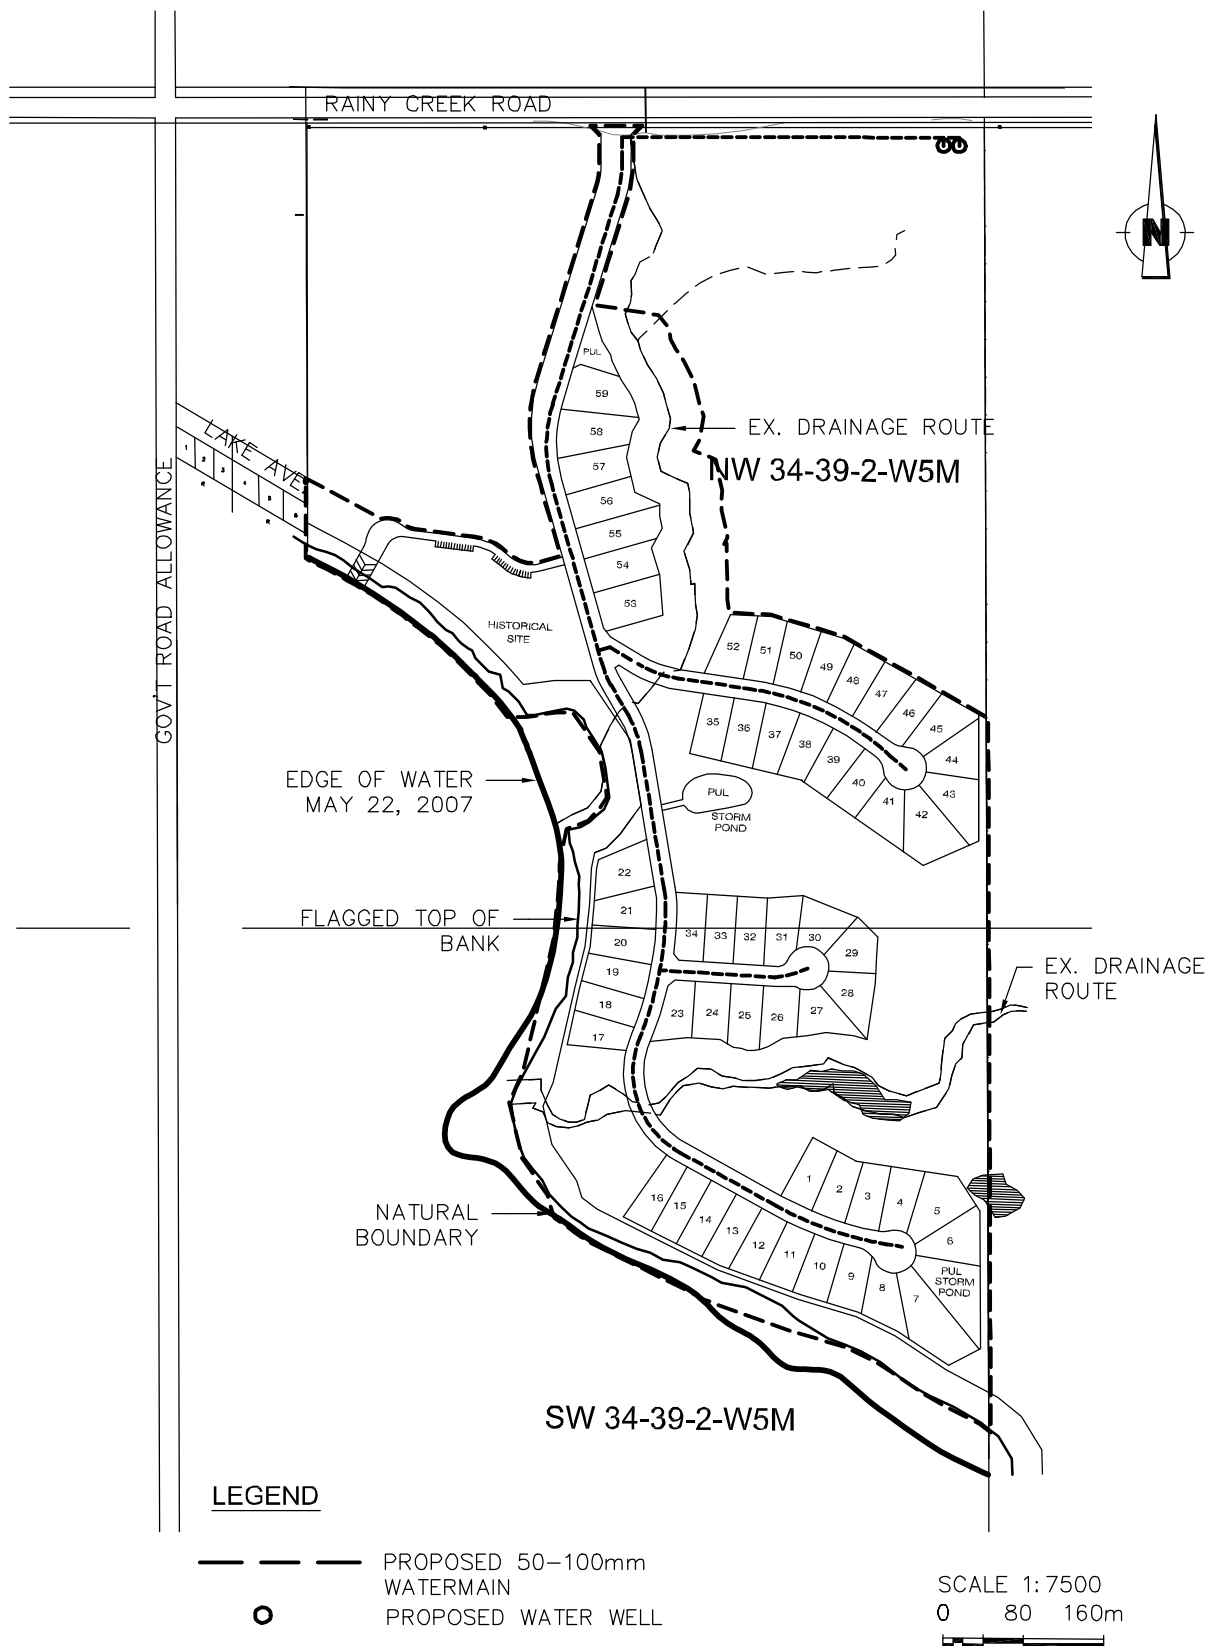 RAINY CREEK ROAD
N
PUL
59
58
57
56
55
54
53
EX. DRAINAGE ROUTE
NW 34-39-2-W5M
LAKE AVE.
1
2
3
4
5
6
R
R
GOV'T ROAD ALLOWANCE
HISTORICAL
SITE
52
51
50
49
48
47
46
45
44
43
42
41
40
39
38
37
36
35
EDGE OF WATER
MAY 22, 2007
PUL
STORM
POND
22
21
20
19
18
17
FLAGGED TOP OF
BANK
34
33
32
31
30
29
28
27
26
25
24
23
EX. DRAINAGE
ROUTE
1
2
3
4
5
6
7
8
9
10
11
12
13
14
15
16
PUL
STORM
POND
NATURAL
BOUNDARY
SW 34-39-2-W5M
LEGEND
PROPOSED 50-100mm
WATERMAIN
PROPOSED WATER WELL
SCALE 1:7500
0 80 160m